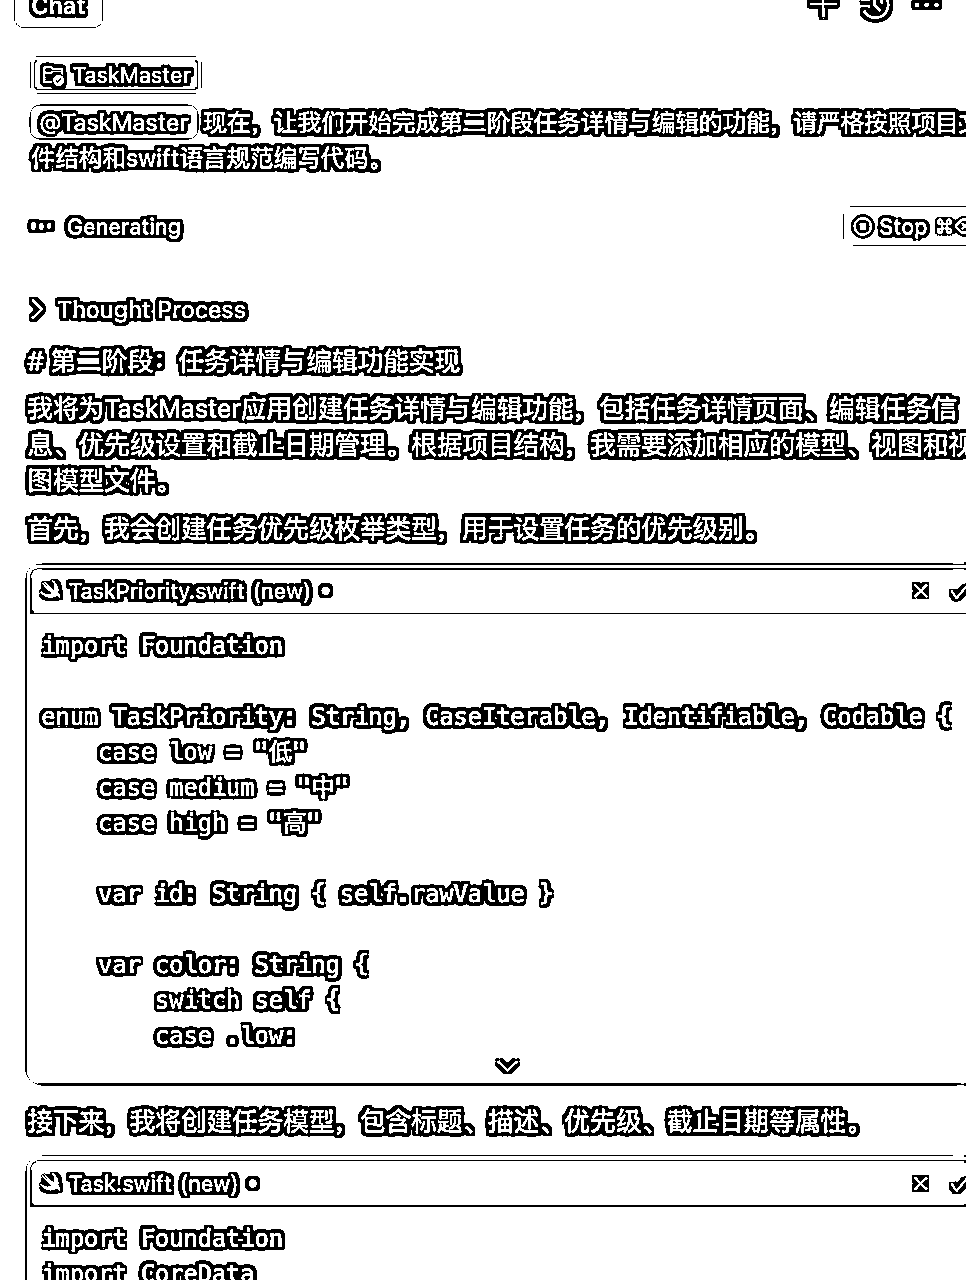 Chat
TaskMaster
@TaskMaster 现在，让我们开始完成第二阶段任务详情与编辑的功能，请严格按照项目文
件结构和swift语言规范编写代码。
Generating
Stop
Thought Process
# 第二阶段：任务详情与编辑功能实现
我将为TaskMaster应用创建任务详情与编辑功能，包括任务详情页面、编辑任务信
息、优先级设置和截止日期管理。根据项目结构，我需要添加相应的模型、视图和视
图模型文件。
首先，我会创建任务优先级枚举类型，用于设置任务的优先级别。
TaskPriority.swift (new)
import Foundation
enum TaskPriority: String, CaseIterable, Identifiable, Codable {
case low = "低"
case medium = "中"
case high = "高"
var id: String { self.rawValue }
var color: String {
switch self {
case .low:
接下来，我将创建任务模型，包含标题、描述、优先级、截止日期等属性。
Task.swift (new)
import Foundation
import CoreData